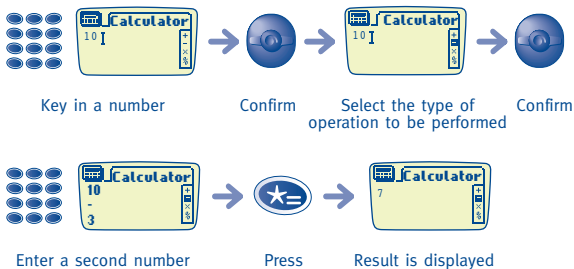 Calculator
10
+
-
×
%
Calculator
10
+
-
×
%
Key in a number
Confirm
Select the type of
operation to be performed
Confirm
Calculator
10
-
3
+
-
×
%
*=
Calculator
7
+
-
×
%
Enter a second number
Press
Result is displayed